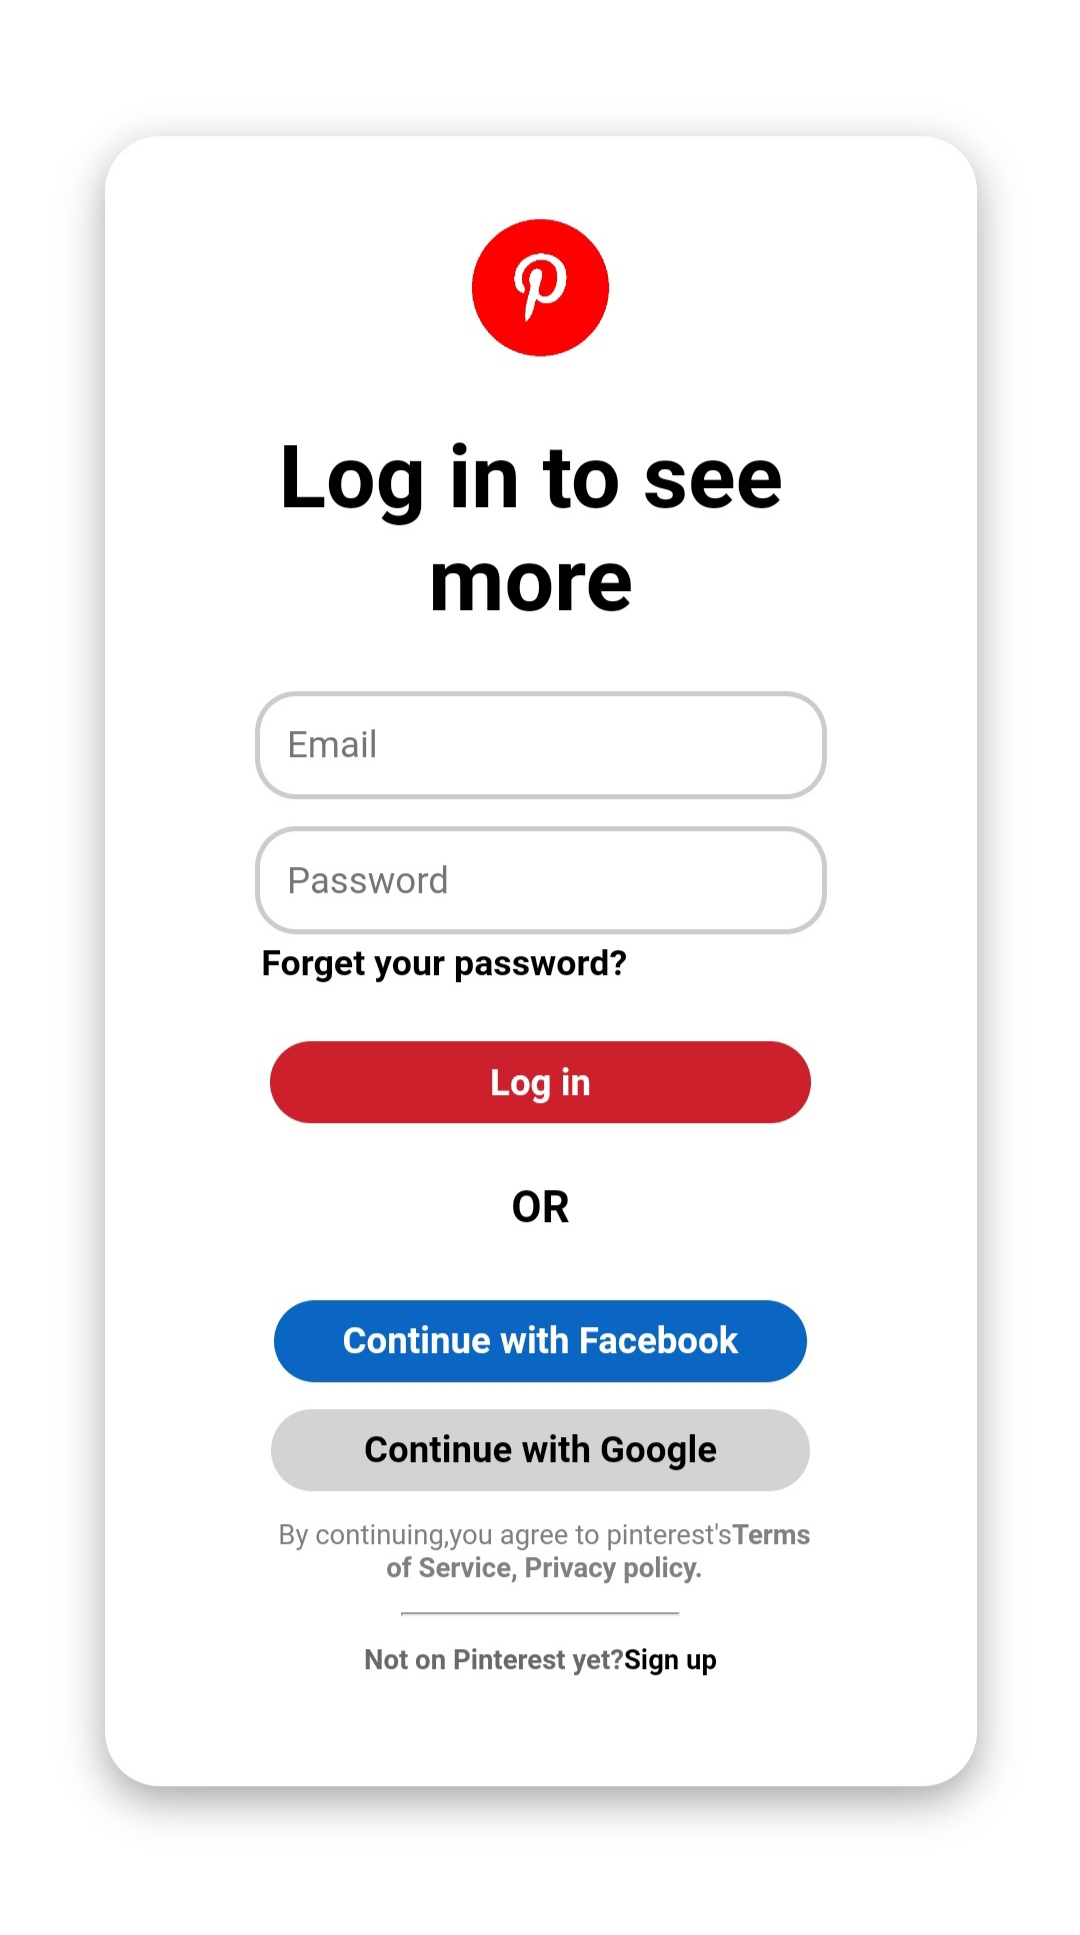 Log in to see
more
Email
Password
Forget your password?
Log in
OR
Continue with Facebook
Continue with Google
By continuing,you agree to pinterest'sTerms
of Service, Privacy policy.
Not on Pinterest yet?Sign up